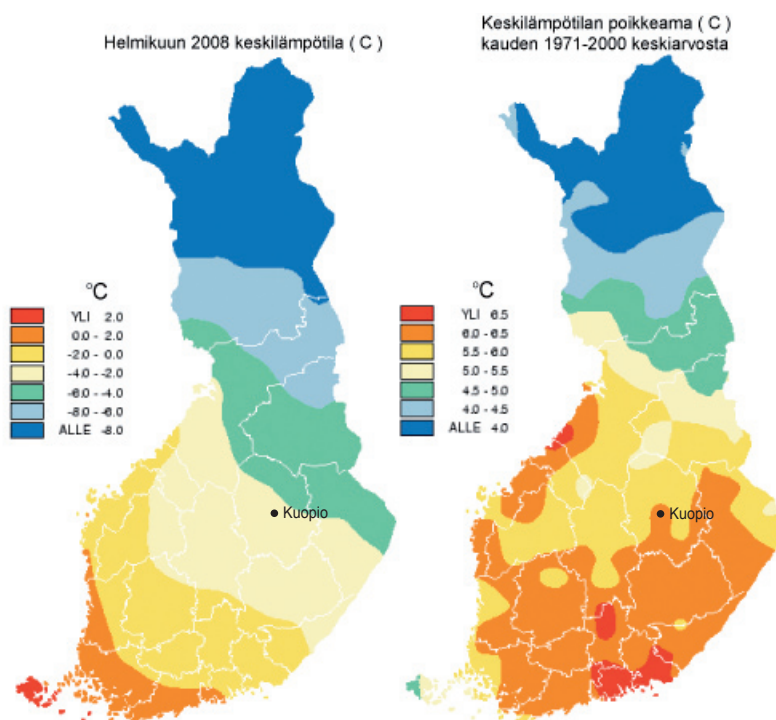 Helmikuun 2008 keskilämpötila ( C )
°C
YLI 2.0
0.0 - 2.0
-2.0 - 0.0
-4.0 - -2.0
-6.0 - -4.0
-8.0 - -6.0
ALLE -8.0
Kuopio
Keskilämpötilan poikkeama ( C )
kauden 1971-2000 keskiarvosta
°C
YLI 6.5
6.0 - 6.5
5.5 - 6.0
5.0 - 5.5
4.5 - 5.0
4.0 - 4.5
ALLE 4.0
Kuopio